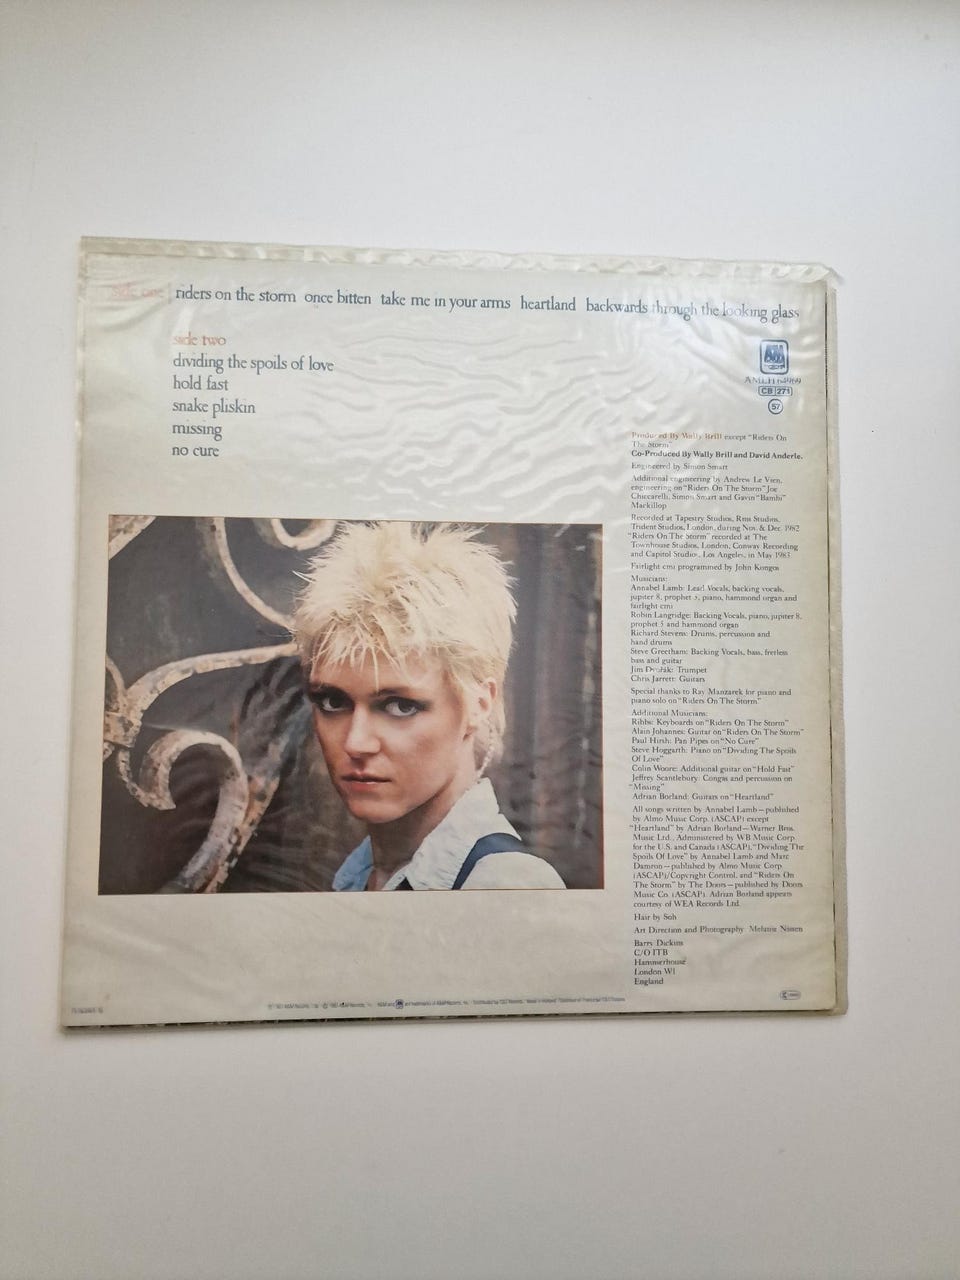 side one riders on the storm once bitten take me in your arms heartland backwards through the looking glass
side two
dividing the spoils of love
hold fast
snake pliskin
missing
no cure
A&M
AMLH 64969
CB 271
57
Produced By Wally Brill except "Riders On
The Storm"
Co-Produced By Wally Brill and David Anderle.
Engineered by Simon Smart
Additional engineering by Andrew Le Vien,
engineering on "Riders On The Storm" Joe
Chiccarelli, Simon Smart and Gavin "Bambi"
Mackillop
Recorded at Tapestry Studios, Rms Studios,
Trident Studios, London, during Nov. & Dec. 1982
"Riders On The Storm" recorded at The
Townhouse Studios, London, Conway Recording
and Capitol Studios, Los Angeles, in May 1983
Fairlight cmi programmed by John Kongos
Musicians:
Annabel Lamb: Lead Vocals, backing vocals,
jupiter 8, prophet 5, piano, hammond organ and
fairlight cmi
Robin Langridge: Backing Vocals, piano, jupiter 8,
prophet 5 and hammond organ
Richard Stevens: Drums, percussion and
hand drums
Steve Greetham: Backing Vocals, bass, fretless
bass and guitar
Jim Dvořák: Trumpet
Chris Jarrett: Guitars
Special thanks to Ray Manzarek for piano and
piano solo on "Riders On The Storm"
Additional Musicians:
Ribbs: Keyboards on "Riders On The Storm"
Alain Johannes: Guitar on "Riders On The Storm"
Paul Hirsh: Pan Pipes on "No Cure"
Steve Hoggarth: Piano on "Dividing The Spoils
Of Love"
Colin Woore: Additional guitar on "Hold Fast"
Jeffrey Scantlebury: Congas and percussion on
"Missing"
Adrian Borland: Guitars on "Heartland"
All songs written by Annabel Lamb—published
by Almo Music Corp. (ASCAP) except
"Heartland" by Adrian Borland—Warner Bros.
Music Ltd., Administered by WB Music Corp.
for the U.S. and Canada (ASCAP), "Dividing The
Spoils Of Love" by Annabel Lamb and Marc
Damron—published by Almo Music Corp
(ASCAP)/Copyright Control, and "Riders On
The Storm" by The Doors—published by Doors
Music Co. (ASCAP). Adrian Borland appears
courtesy of WEA Records Ltd.
Hair by Soh
Art Direction and Photography Melanie Nissen
Barry Dickins
C/O ITB
Hammerhouse
London W1
England